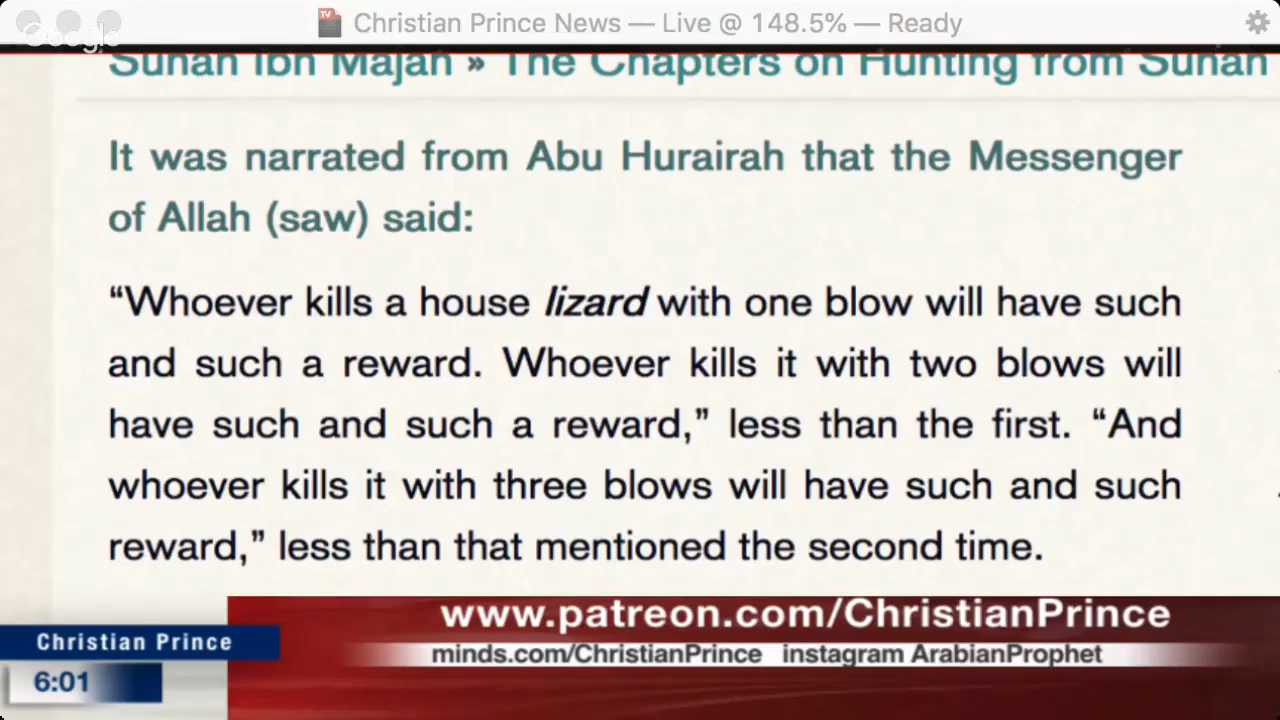 Google
Christian Prince News — Live @ 148.5% — Ready
Sunan Ibn Majah » The Chapters on Hunting from Sunan
It was narrated from Abu Hurairah that the Messenger
of Allah (saw) said:
“Whoever kills a house lizard with one blow will have such
and such a reward. Whoever kills it with two blows will
have such and such a reward,” less than the first. “And
whoever kills it with three blows will have such and such
reward,” less than that mentioned the second time.
www.patreon.com/ChristianPrince
Christian Prince
minds.com/ChristianPrince instagram ArabianProphet
6:01